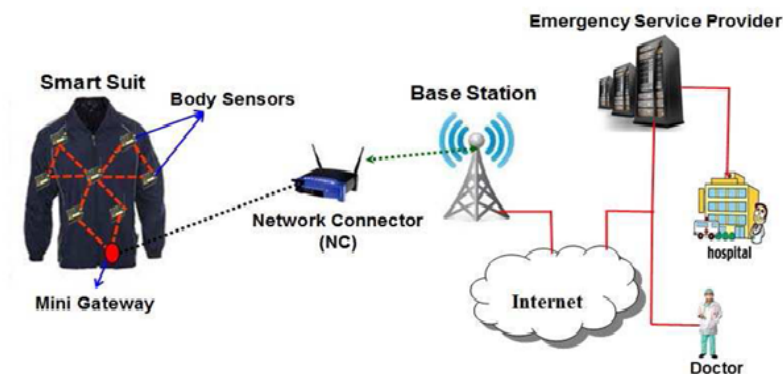 Emergency Service Provider
Smart Suit
Body Sensors
Base Station
Network Connector
(NC)
Mini Gateway
Internet
hospital
Doctor